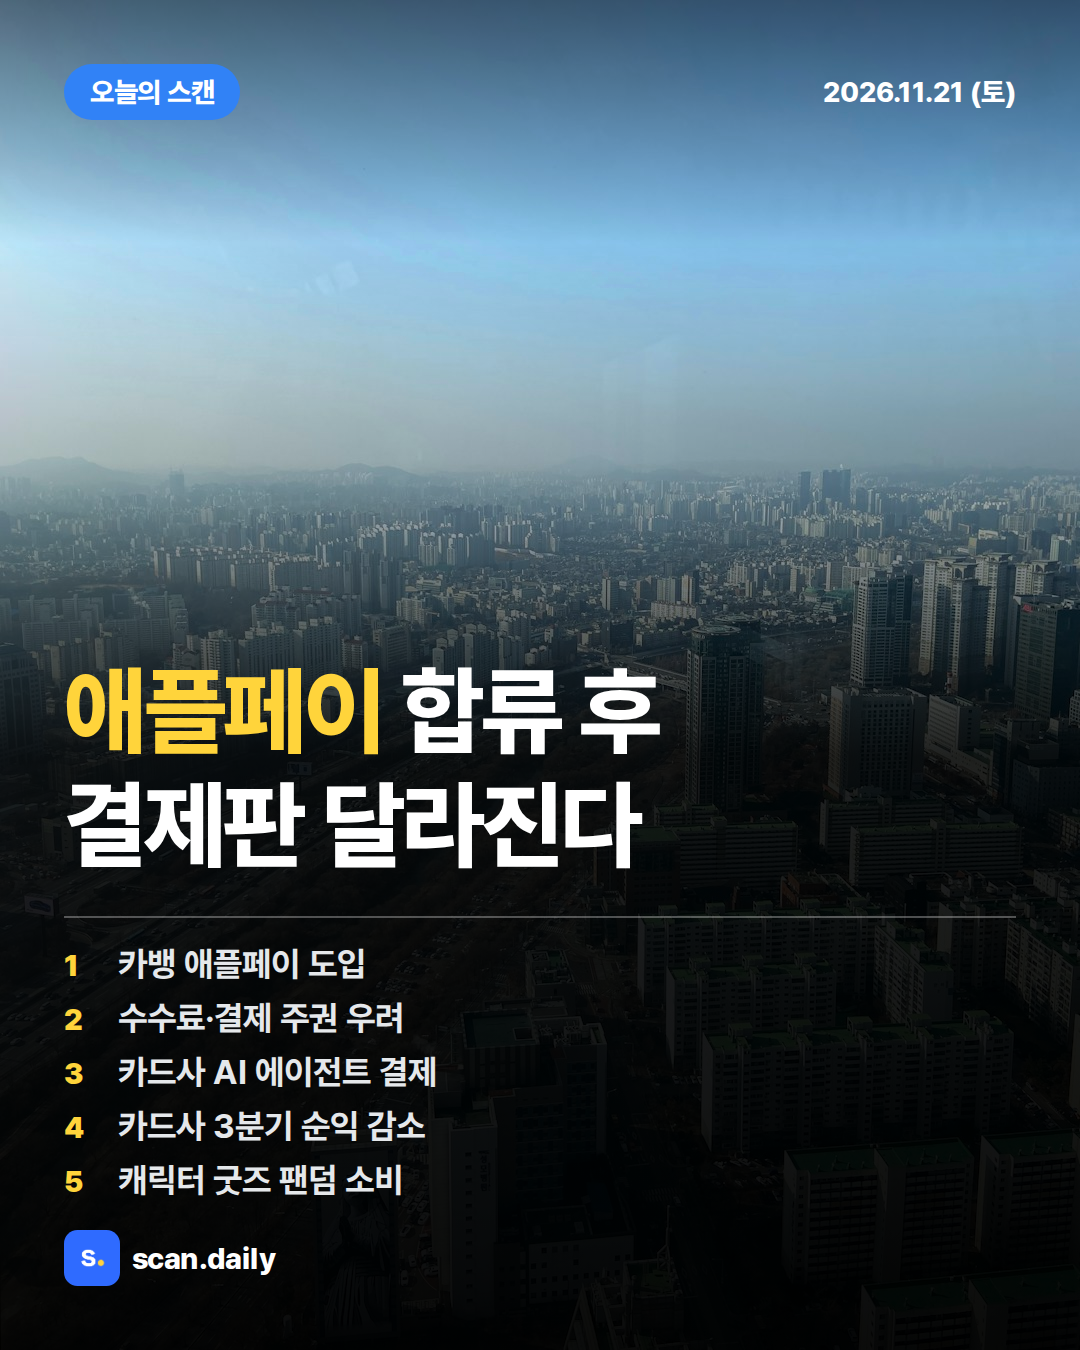 오늘의 스캔
2026.11.21 (토)
애플페이 합류 후
결제판 달라진다
1 카뱅 애플페이 도입
2 수수료·결제 주권 우려
3 카드사 AI 에이전트 결제
4 카드사 3분기 순익 감소
5 캐릭터 굿즈 팬덤 소비
s. scan.daily